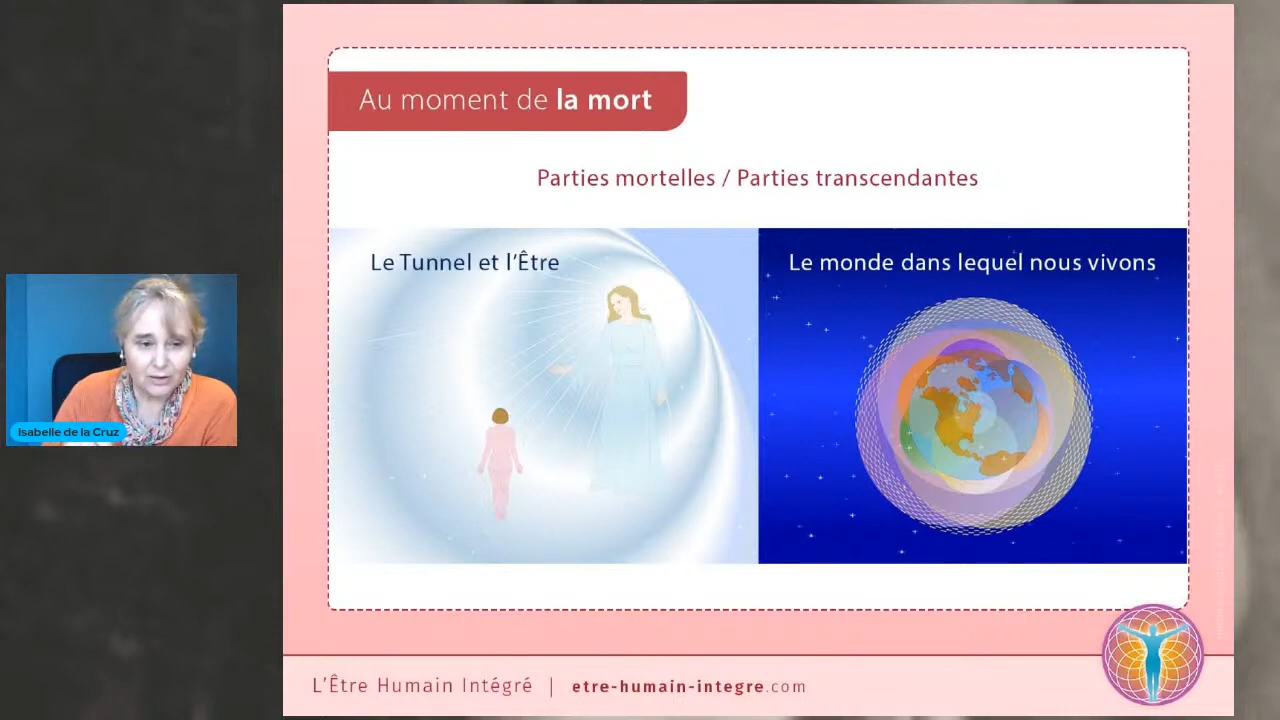 Au moment de la mort
Parties mortelles / Parties transcendantes
Le Tunnel et l'Être
Le monde dans lequel nous vivons
Isabelle de la Cruz
L'Être Humain Intégré | etre-humain-integre.com